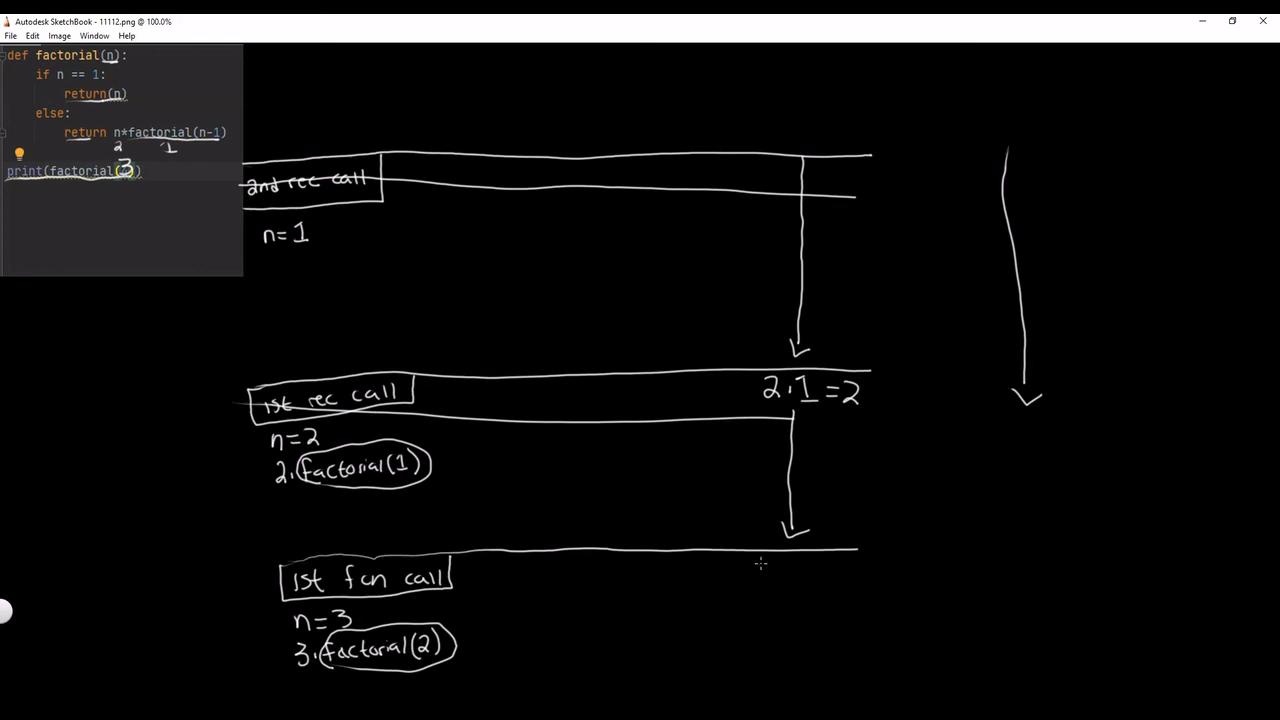 Autodesk SketchBook - 11112.png @ 100.0%
File Edit Image Window Help
def factorial(n):
if n == 1:
return(n)
else:
return n*factorial(n-1)
2 1
print(factorial(3))
2nd rec call
n=1
1st rec call
2·1=2
n=2
2·factorial(1)
1st fcn call
n=3
3·factorial(2)